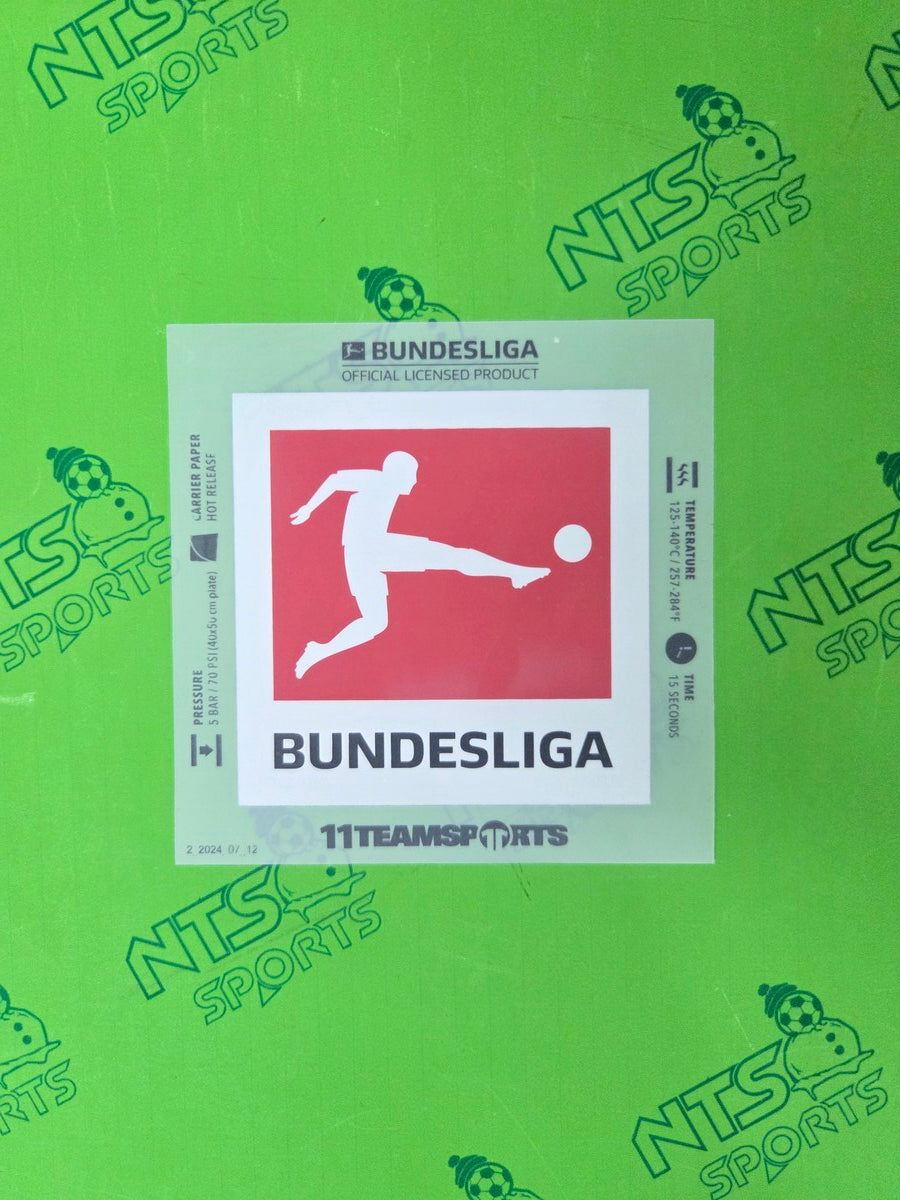 NTS
SPORTS
NTS
SPORTS
BUNDESLIGA
OFFICIAL LICENSED PRODUCT
CARRIER PAPER
HOT RELEASE
PRESSURE
5 BAR / 70 PSI (40x50 cm plate)
TEMPERATURE
125-140°C / 257-284°F
TIME
15 SECONDS
BUNDESLIGA
11TEAMSPORTS
2 2024 07 12
NTS
SPORTS
NTS
SPORTS
NTS
SPORTS